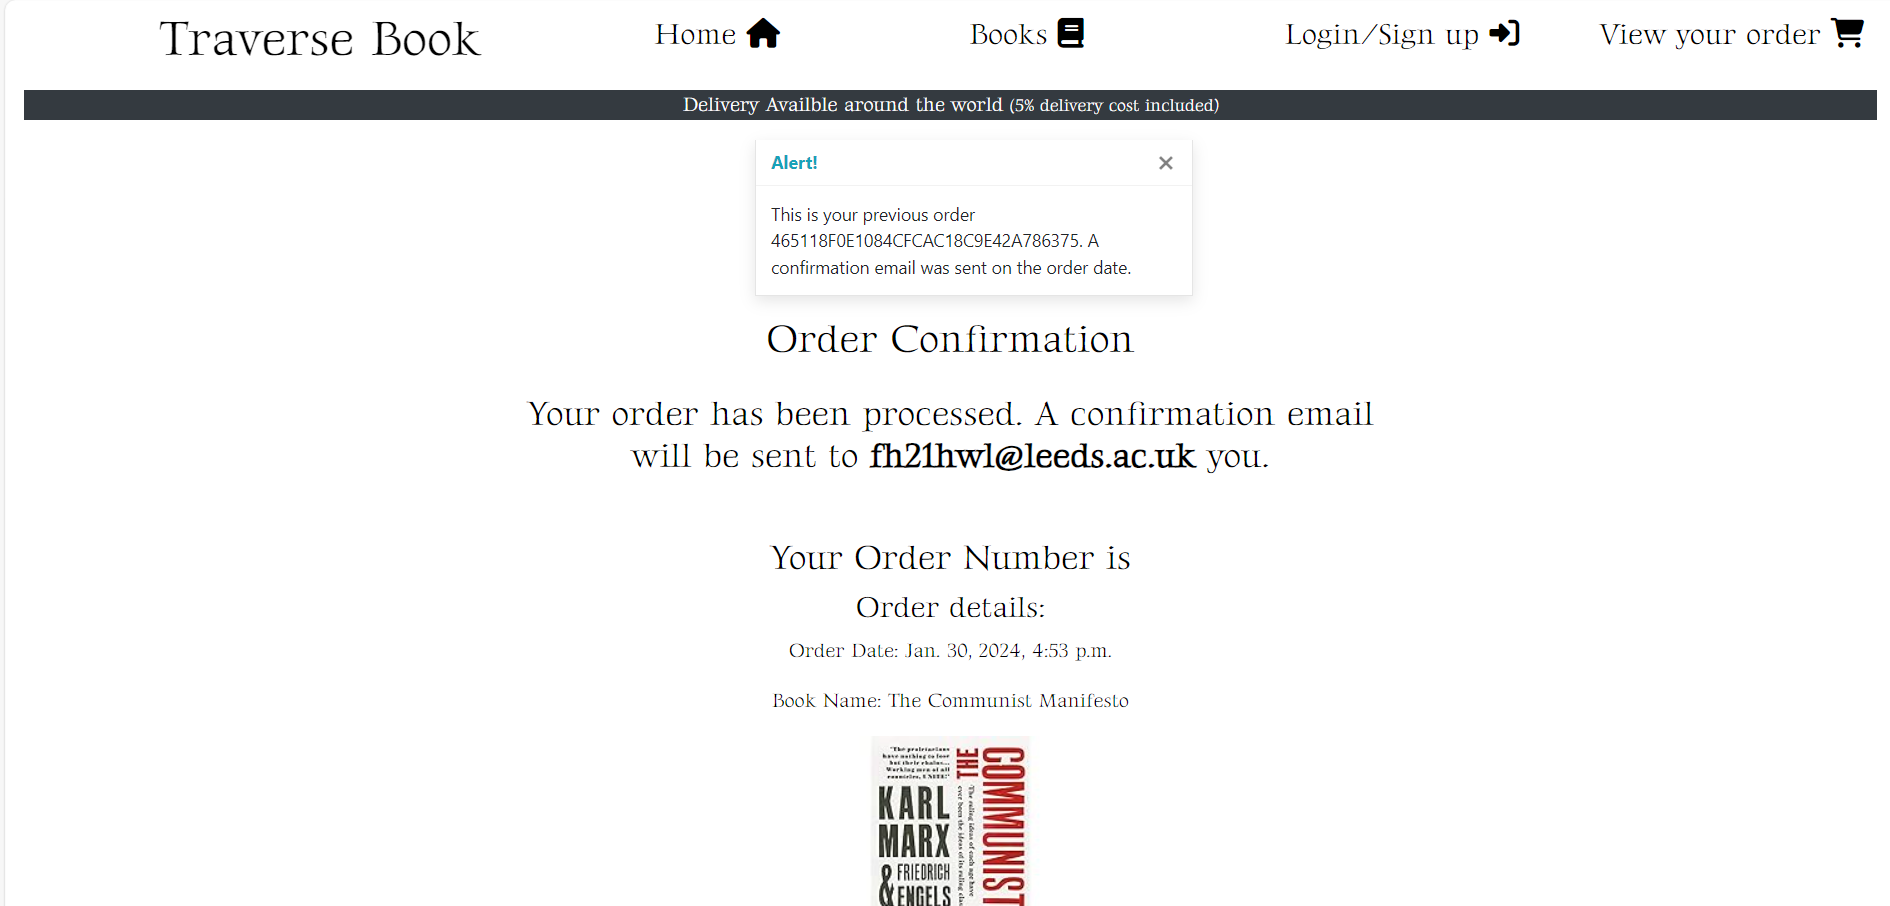 Traverse Book
Home
Books
Login/Sign up
View your order
Delivery Availble around the world (5% delivery cost included)
Alert!
This is your previous order
465118F0E1084CFCAC18C9E42A786375. A
confirmation email was sent on the order date.
Order Confirmation
Your order has been processed. A confirmation email
will be sent to fh21hwl@leeds.ac.uk you.
Your Order Number is
Order details:
Order Date: Jan. 30, 2024, 4:53 p.m.
Book Name: The Communist Manifesto
"The proletarians
have nothing to lose
but their chains...
Working men of all
countries, UNITE!"
KARL
MARX
& FRIEDRICH
ENGELS
THE
COMMUNIST
'The ruling ideas of each age have
ever been the ideas of its ruling